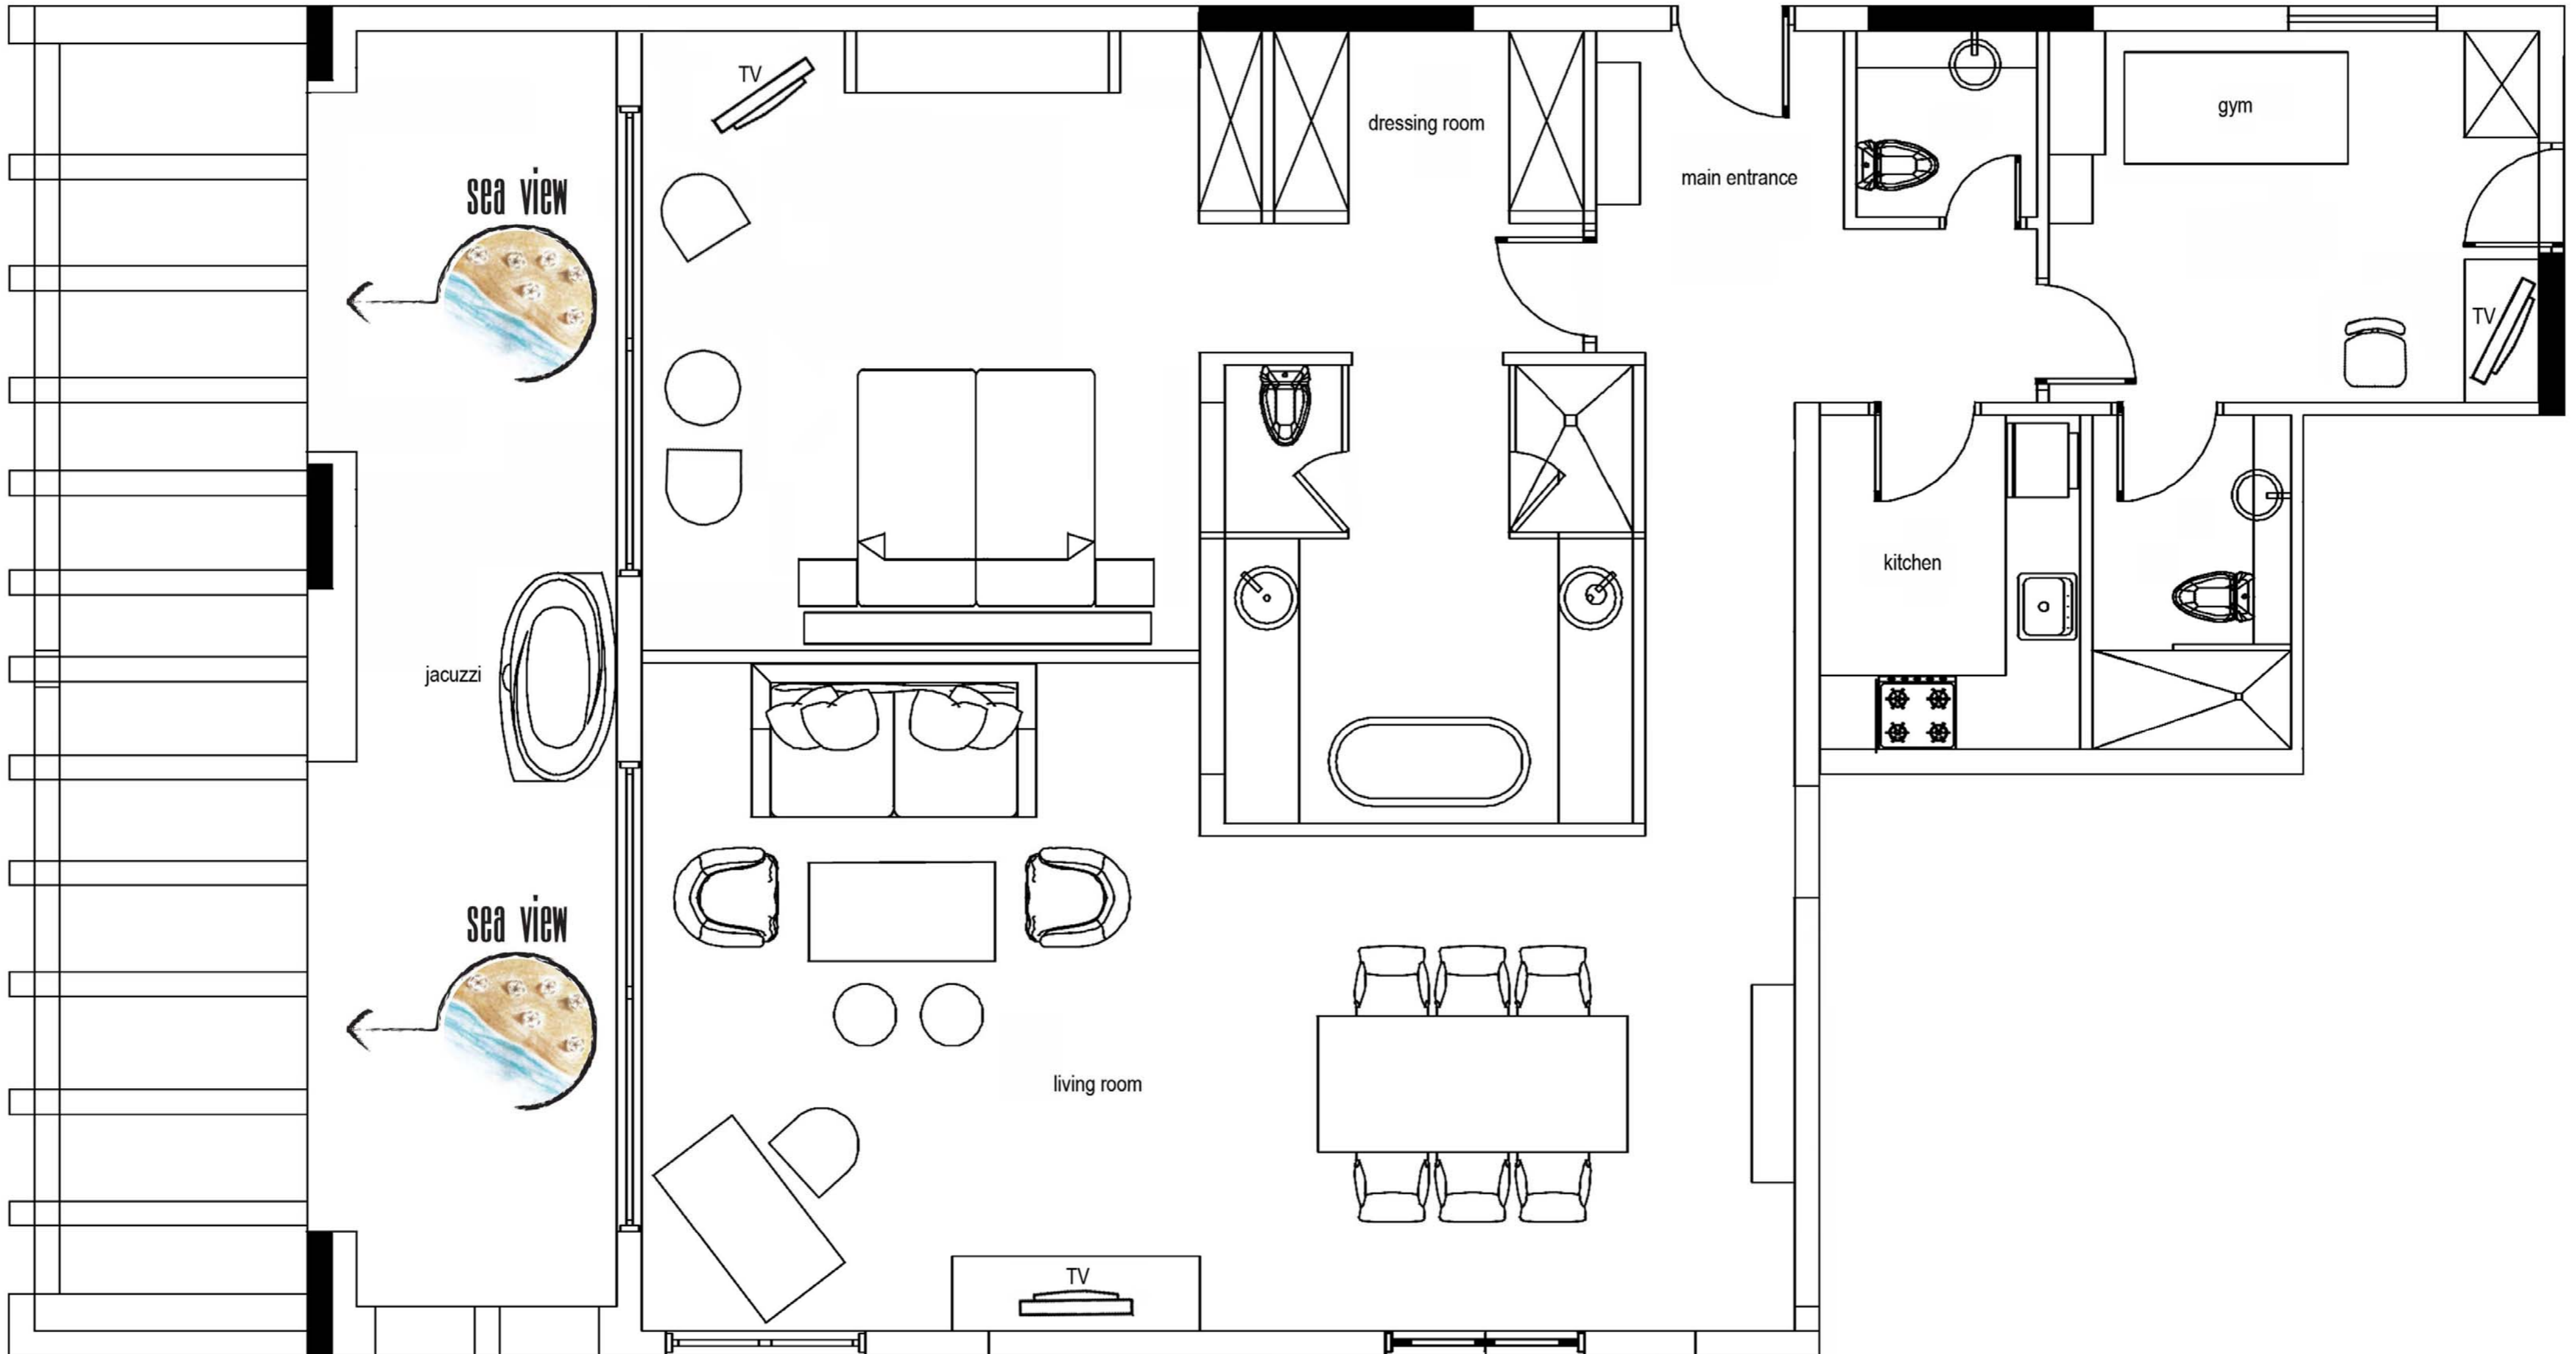 TV
gym
dressing room
main entrance
sea view
TV
kitchen
jacuzzi
sea view
living room
TV